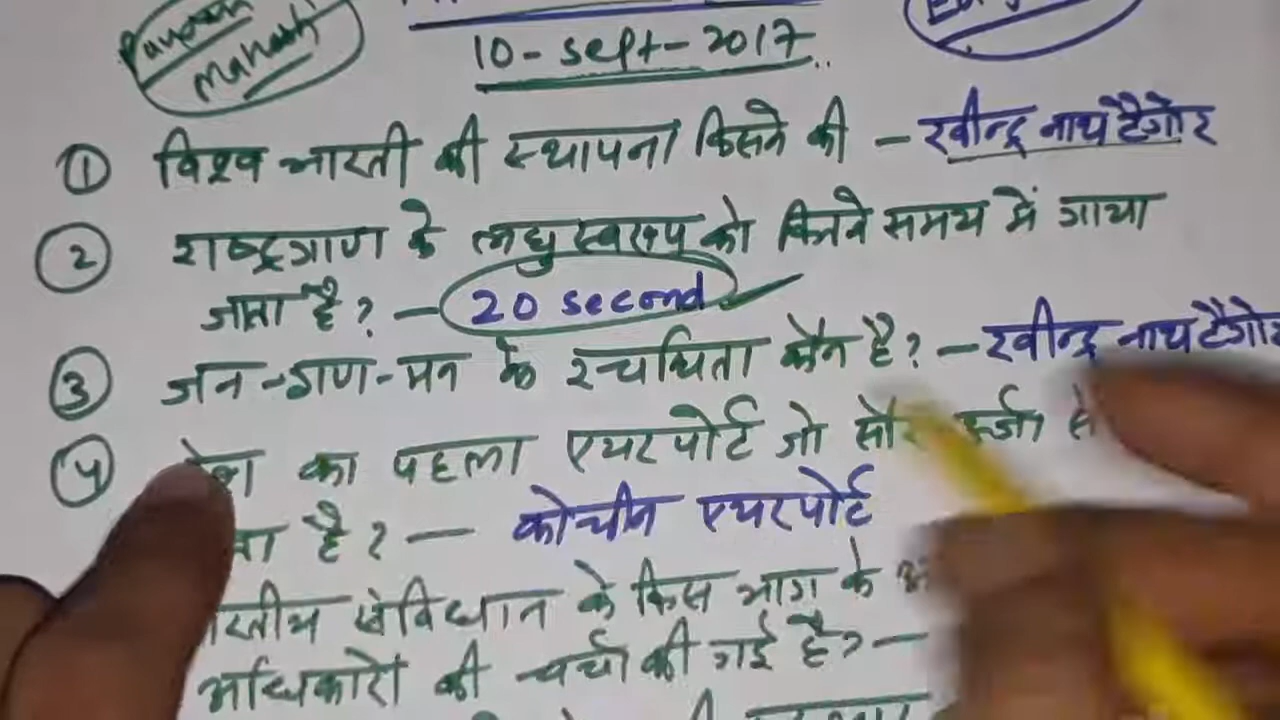 10-Sept-2017
① विश्व भारती की स्थापना किसने की - रवीन्द्र नाथ टैगोर
② राष्ट्रगाण के लघु स्वरूप को कितने समय में गाया
जाता है? - 20 second
③ जन-गण-मन के रचयिता कौन है? - रवीन्द्र नाथ टैगोर
④ का पहला एयरपोर्ट जो सौर ऊर्जा से
है? - कोचीन एयरपोर्ट
संविधान के किस भाग के
अधिकारों की चर्चा की गई है? -